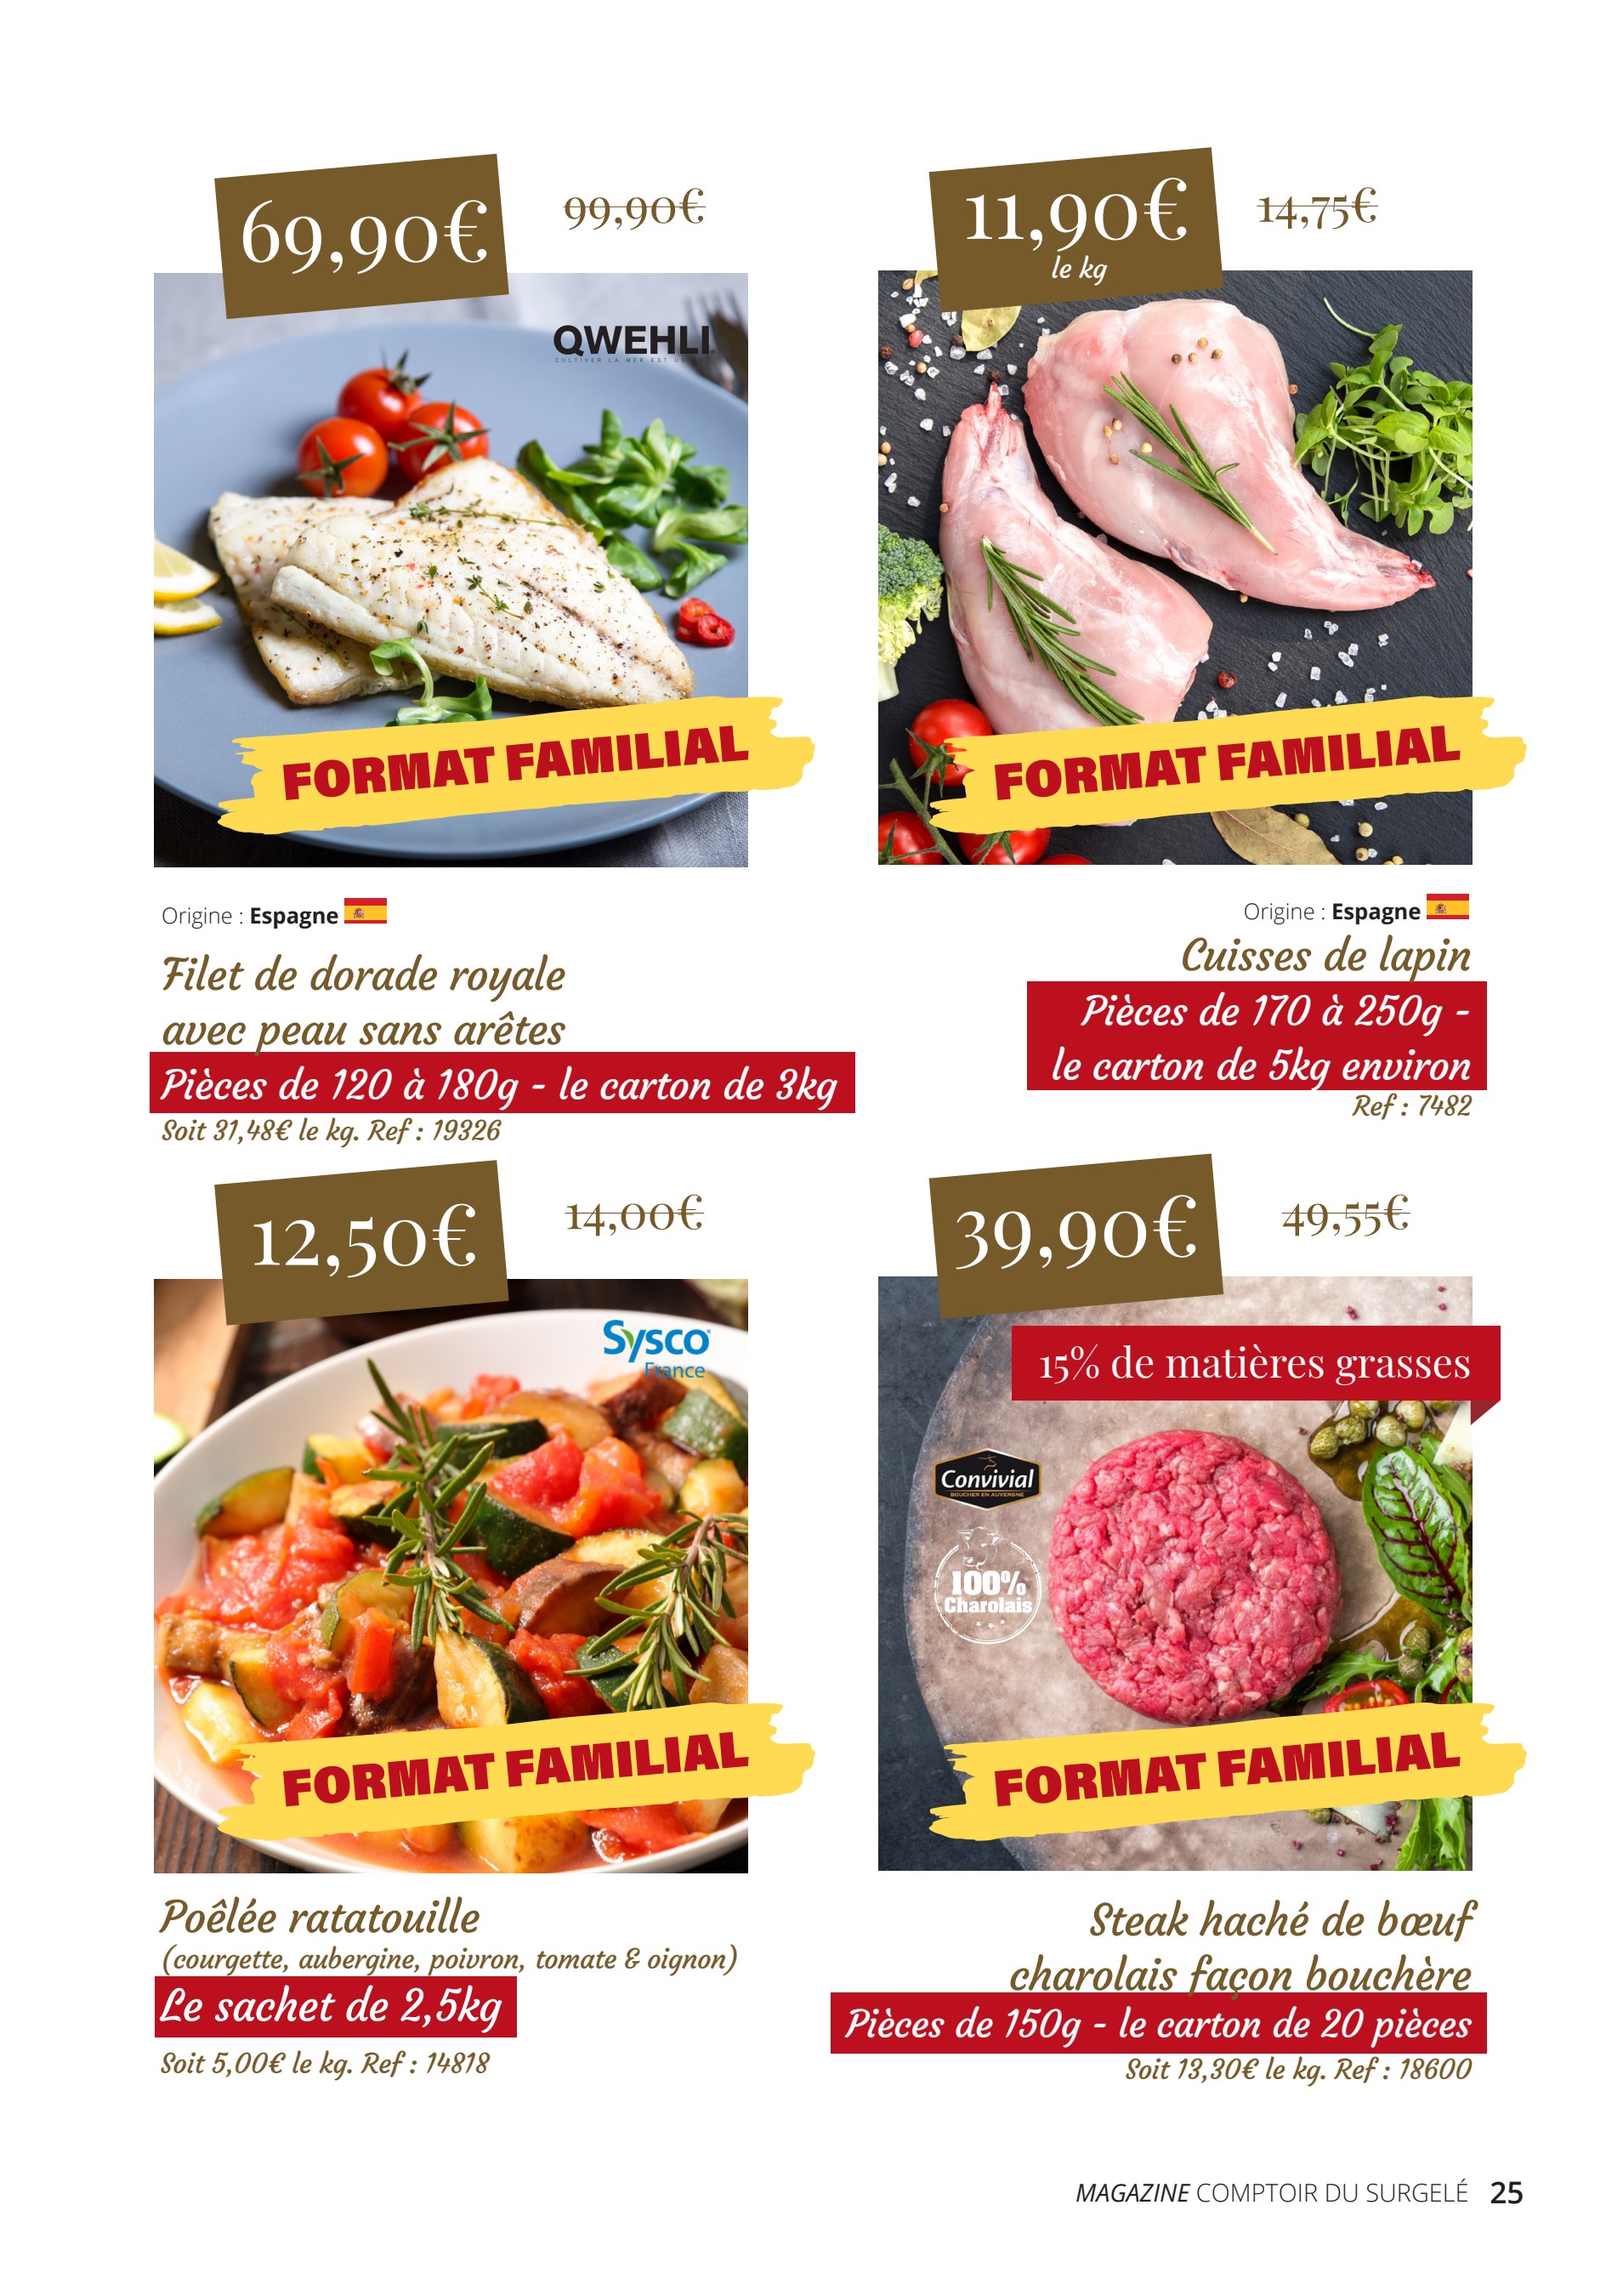 69,90€
99,90€
QWEHLI
FORMAT FAMILIAL
Origine : Espagne
Filet de dorade royale
avec peau sans arêtes
Pièces de 120 à 180g - le carton de 3kg
Soit 31,48€ le kg. Ref : 19326
11,90€
le kg
14,75€
FORMAT FAMILIAL
Origine : Espagne
Cuisses de lapin
Pièces de 170 à 250g -
le carton de 5kg environ
Ref : 7482
12,50€
14,00€
Sysco
France
FORMAT FAMILIAL
Poêlée ratatouille
(courgette, aubergine, poivron, tomate & oignon)
Le sachet de 2,5kg
Soit 5,00€ le kg. Ref : 14818
39,90€
49,55€
15% de matières grasses
Convivial
BOUCHER EN AUVERGNE
100%
Charolais
FORMAT FAMILIAL
Steak haché de bœuf
charolais façon bouchère
Pièces de 150g - le carton de 20 pièces
Soit 13,30€ le kg. Ref : 18600
MAGAZINE COMPTOIR DU SURGELÉ 25